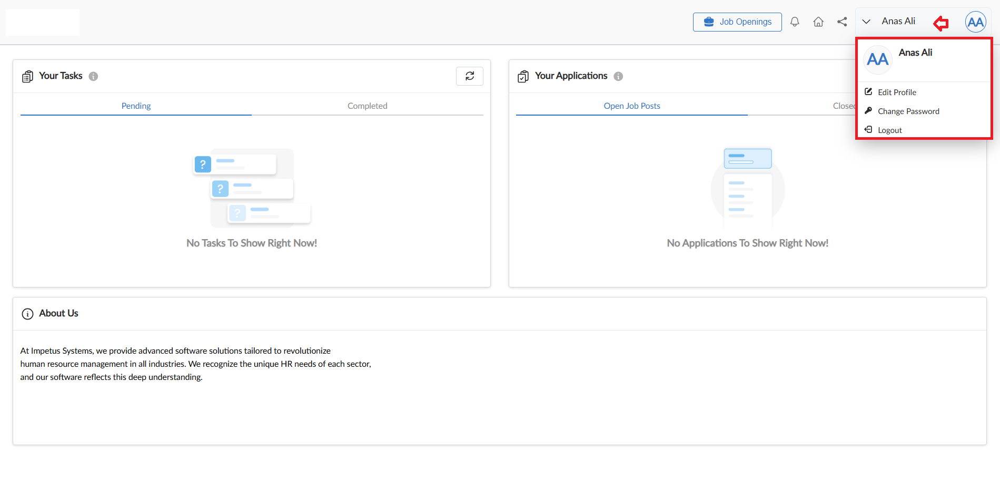 Job Openings
Anas Ali
AA
AA
Anas Ali
Edit Profile
Change Password
Logout
Your Tasks
Pending
Completed
?
?
?
No Tasks To Show Right Now!
Your Applications
Open Job Posts
Closed
No Applications To Show Right Now!
About Us
At Impetus Systems, we provide advanced software solutions tailored to revolutionize
human resource management in all industries. We recognize the unique HR needs of each sector,
and our software reflects this deep understanding.